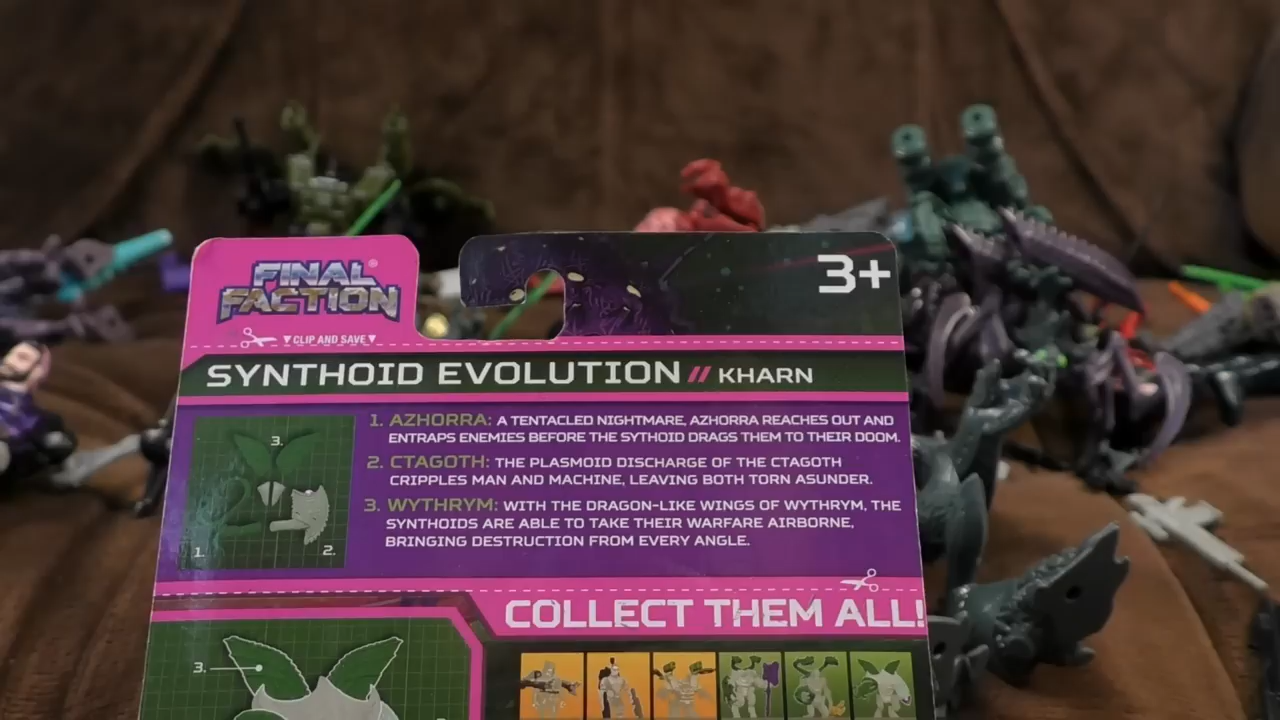 FINAL
FACTION®
3+
CLIP AND SAVE
SYNTHOID EVOLUTION // KHARN
1. AZHORRA: A TENTACLED NIGHTMARE, AZHORRA REACHES OUT AND
ENTRAPS ENEMIES BEFORE THE SYTHOID DRAGS THEM TO THEIR DOOM.
2. CTAGOTH: THE PLASMOID DISCHARGE OF THE CTAGOTH
CRIPPLES MAN AND MACHINE, LEAVING BOTH TORN ASUNDER.
3. WYTHRYM: WITH THE DRAGON-LIKE WINGS OF WYTHRYM, THE
SYNTHOIDS ARE ABLE TO TAKE THEIR WARFARE AIRBORNE,
BRINGING DESTRUCTION FROM EVERY ANGLE.
3.
1.
2.
COLLECT THEM ALL!
3.